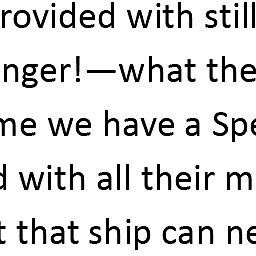 rovided with still
nger!—what the
me we have a Spe
d with all their m
t that ship can ne